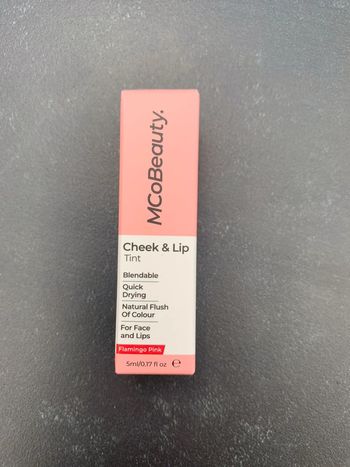 MCoBeauty.
Cheek & Lip
Tint
Blendable
Quick
Drying
Natural Flush
Of Colour
For Face
and Lips
Flamingo Pink
5ml/0.17 fl oz ℮